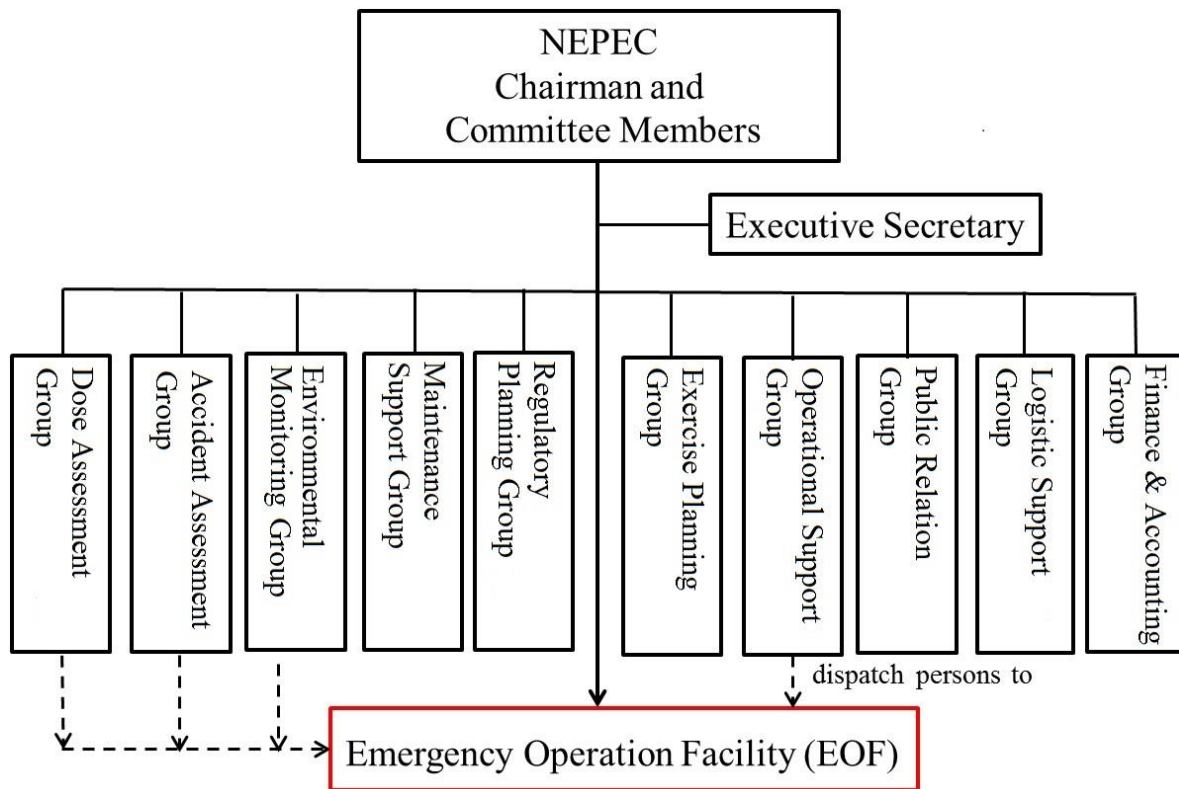 NEPEC
Chairman and
Committee Members
Executive Secretary
Dose Assessment
Group
Accident Assessment
Group
Environmental
Monitoring Group
Maintenance
Support Group
Regulatory
Planning Group
Exercise Planning
Group
Operational Support
Group
Public Relation
Group
Logistic Support
Group
Finance & Accounting
Group
dispatch persons to
Emergency Operation Facility (EOF)